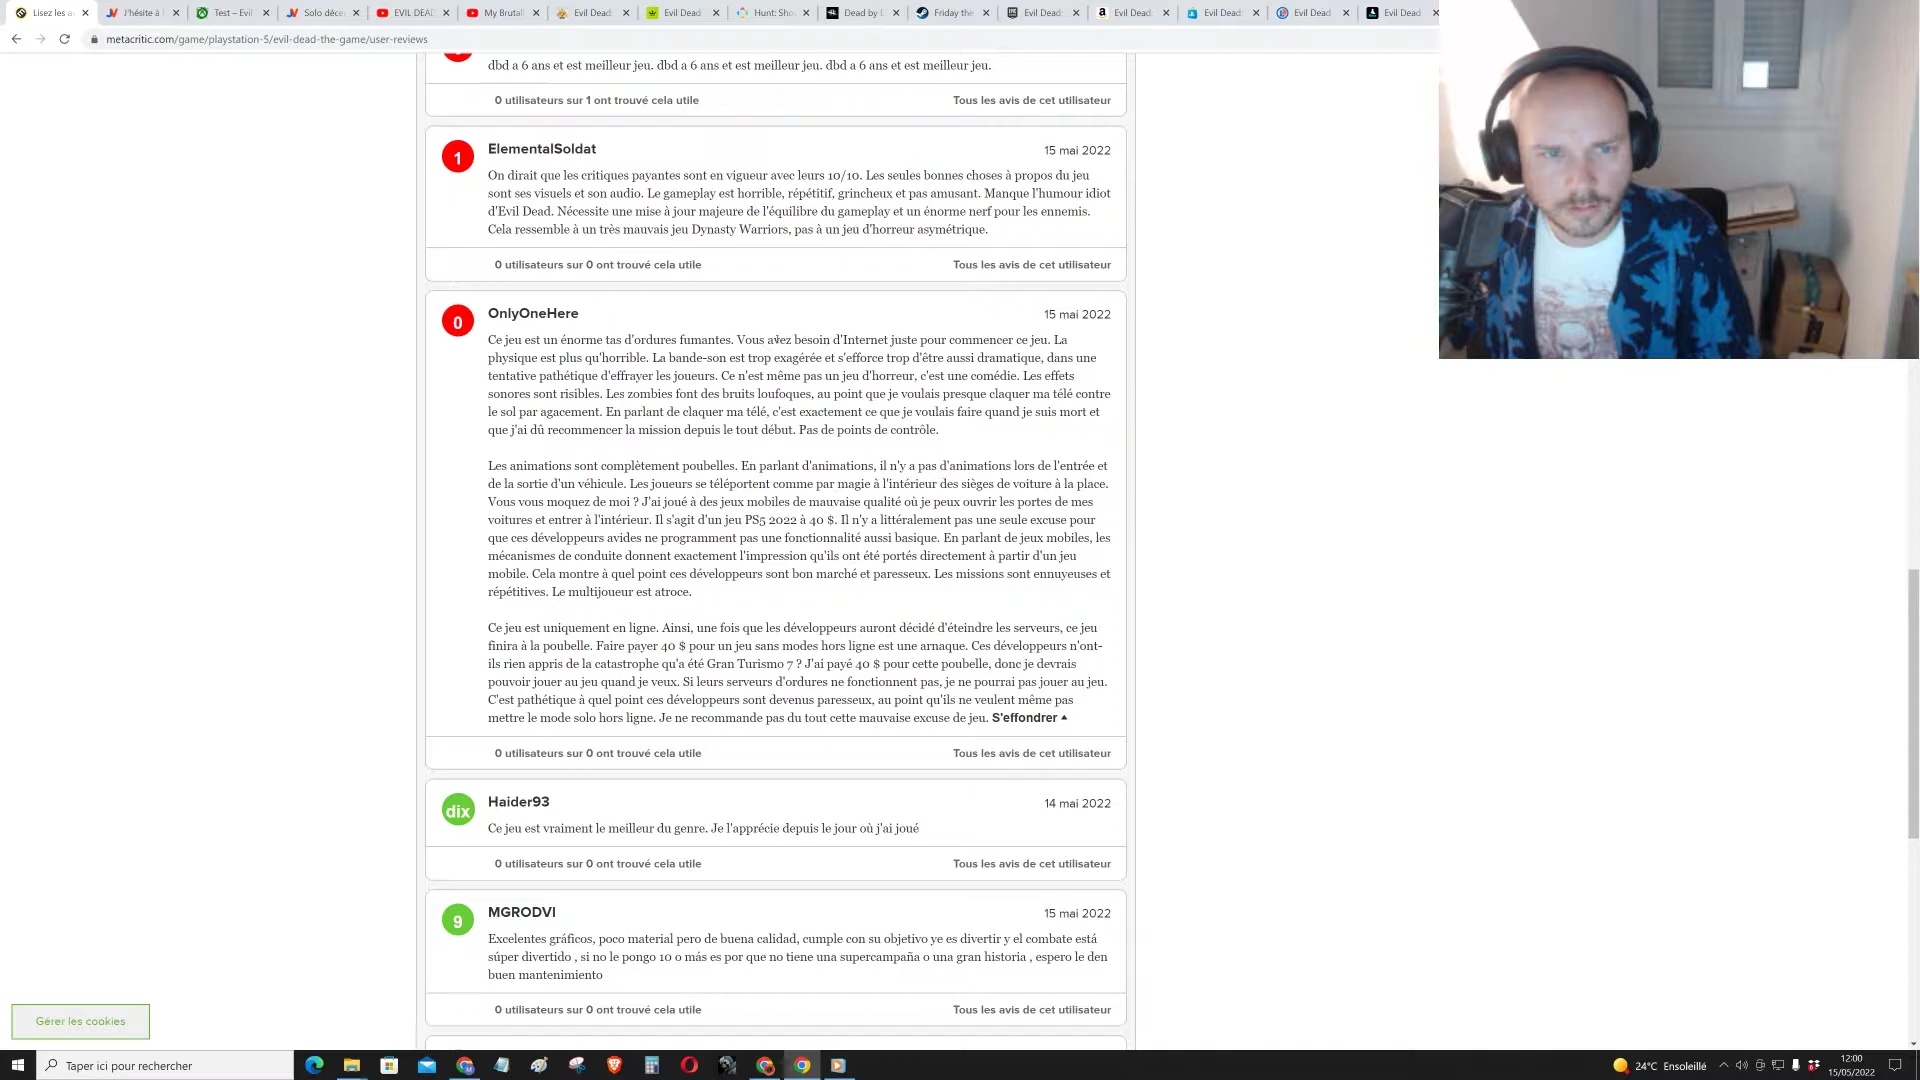 Lisez les a
J'hésite à
Test – Evil
Solo déce
EVIL DEAD
My Brutal
Evil Dead:
Evil Dead
Hunt: Sho
Dead by
Friday the
Evil Dead:
Evil Dead:
Evil Dead:
Evil Dead
Evil Dead
metacritic.com/game/playstation-5/evil-dead-the-game/user-reviews
dbd a 6 ans et est meilleur jeu. dbd a 6 ans et est meilleur jeu. dbd a 6 ans et est meilleur jeu.
0 utilisateurs sur 1 ont trouvé cela utile
Tous les avis de cet utilisateur
1
ElementalSoldat
15 mai 2022
On dirait que les critiques payantes sont en vigueur avec leurs 10/10. Les seules bonnes choses à propos du jeu
sont ses visuels et son audio. Le gameplay est horrible, répétitif, grincheux et pas amusant. Manque l'humour idiot
d'Evil Dead. Nécessite une mise à jour majeure de l'équilibre du gameplay et un énorme nerf pour les ennemis.
Cela ressemble à un très mauvais jeu Dynasty Warriors, pas à un jeu d'horreur asymétrique.
0 utilisateurs sur 0 ont trouvé cela utile
Tous les avis de cet utilisateur
0
OnlyOneHere
15 mai 2022
Ce jeu est un énorme tas d'ordures fumantes. Vous avez besoin d'Internet juste pour commencer ce jeu. La
physique est plus qu'horrible. La bande-son est trop exagérée et s'efforce trop d'être aussi dramatique, dans une
tentative pathétique d'effrayer les joueurs. Ce n'est même pas un jeu d'horreur, c'est une comédie. Les effets
sonores sont risibles. Les zombies font des bruits loufoques, au point que je voulais presque claquer ma télé contre
le sol par agacement. En parlant de claquer ma télé, c'est exactement ce que je voulais faire quand je suis mort et
que j'ai dû recommencer la mission depuis le tout début. Pas de points de contrôle.
Les animations sont complètement poubelles. En parlant d'animations, il n'y a pas d'animations lors de l'entrée et
de la sortie d'un véhicule. Les joueurs se téléportent comme par magie à l'intérieur des sièges de voiture à la place.
Vous vous moquez de moi ? J'ai joué à des jeux mobiles de mauvaise qualité où je peux ouvrir les portes de mes
voitures et entrer à l'intérieur. Il s'agit d'un jeu PS5 2022 à 40 $. Il n'y a littéralement pas une seule excuse pour
que ces développeurs avides ne programment pas une fonctionnalité aussi basique. En parlant de jeux mobiles, les
mécanismes de conduite donnent exactement l'impression qu'ils ont été portés directement à partir d'un jeu
mobile. Cela montre à quel point ces développeurs sont bon marché et paresseux. Les missions sont ennuyeuses et
répétitives. Le multijoueur est atroce.
Ce jeu est uniquement en ligne. Ainsi, une fois que les développeurs auront décidé d'éteindre les serveurs, ce jeu
finira à la poubelle. Faire payer 40 $ pour un jeu sans modes hors ligne est une arnaque. Ces développeurs n'ont-
ils rien appris de la catastrophe qu'a été Gran Turismo 7 ? J'ai payé 40 $ pour cette poubelle, donc je devrais
pouvoir jouer au jeu quand je veux. Si leurs serveurs d'ordures ne fonctionnent pas, je ne pourrai pas jouer au jeu.
C'est pathétique à quel point ces développeurs sont devenus paresseux, au point qu'ils ne veulent même pas
mettre le mode solo hors ligne. Je ne recommande pas du tout cette mauvaise excuse de jeu. S'effondrer
0 utilisateurs sur 0 ont trouvé cela utile
Tous les avis de cet utilisateur
dix
Haider93
14 mai 2022
Ce jeu est vraiment le meilleur du genre. Je l'apprécie depuis le jour où j'ai joué
0 utilisateurs sur 0 ont trouvé cela utile
Tous les avis de cet utilisateur
9
MGRODVI
15 mai 2022
Excelentes gráficos, poco material pero de buena calidad, cumple con su objetivo ye es divertir y el combate está
súper divertido , si no le pongo 10 o más es por que no tiene una supercampaña o una gran historia , espero le den
buen mantenimiento
0 utilisateurs sur 0 ont trouvé cela utile
Tous les avis de cet utilisateur
Gérer les cookies
Taper ici pour rechercher
24°C Ensoleillé
12:00
15/05/2022